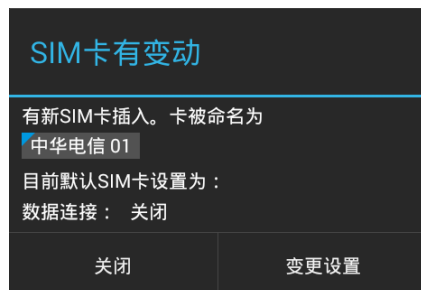 SIM卡有变动
有新SIM卡插入。卡被命名为
中华电信 01
目前默认SIM卡设置为：
数据连接： 关闭
关闭
变更设置